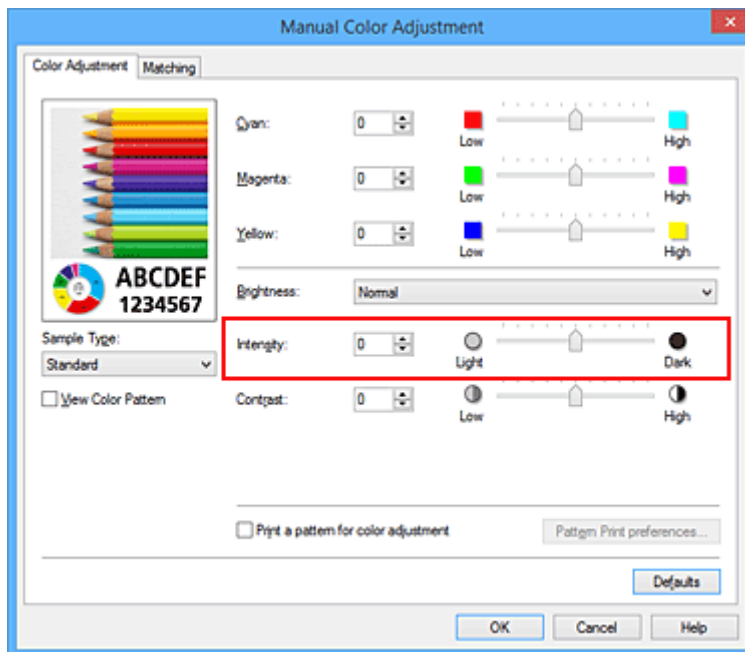 Manual Color Adjustment
Color Adjustment
Matching
Cyan:
0
Low
High
Magenta:
0
Low
High
Yellow:
0
Low
High
ABCDEF
1234567
Brightness:
Normal
Sample Type:
Standard
Intensity:
0
Light
Dark
View Color Pattern
Contrast:
0
Low
High
Print a pattern for color adjustment
Pattern Print preferences...
Defaults
OK
Cancel
Help